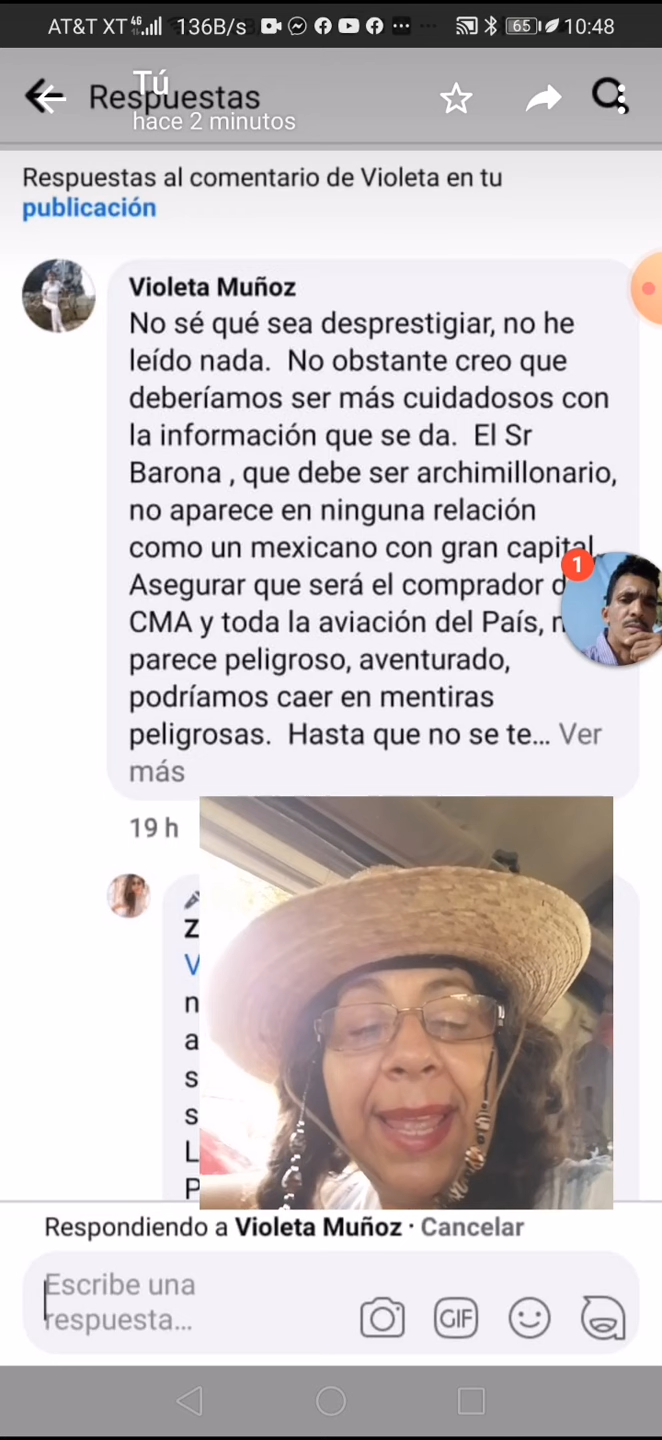 AT&T XT 4G 136B/s 65 10:48
Tú
Respuestas
hace 2 minutos
Respuestas al comentario de Violeta en tu
publicación
Violeta Muñoz
No sé qué sea desprestigiar, no he
leído nada. No obstante creo que
deberíamos ser más cuidadosos con
la información que se da. El Sr
Barona , que debe ser archimillonario,
no aparece en ninguna relación
como un mexicano con gran capital.
1
Asegurar que será el comprador d
CMA y toda la aviación del País,
parece peligroso, aventurado,
podríamos caer en mentiras
peligrosas. Hasta que no se te... Ver
más
19 h
Z
V
n
a
s
s
L
P
Respondiendo a Violeta Muñoz · Cancelar
Escribe una
respuesta...
GIF